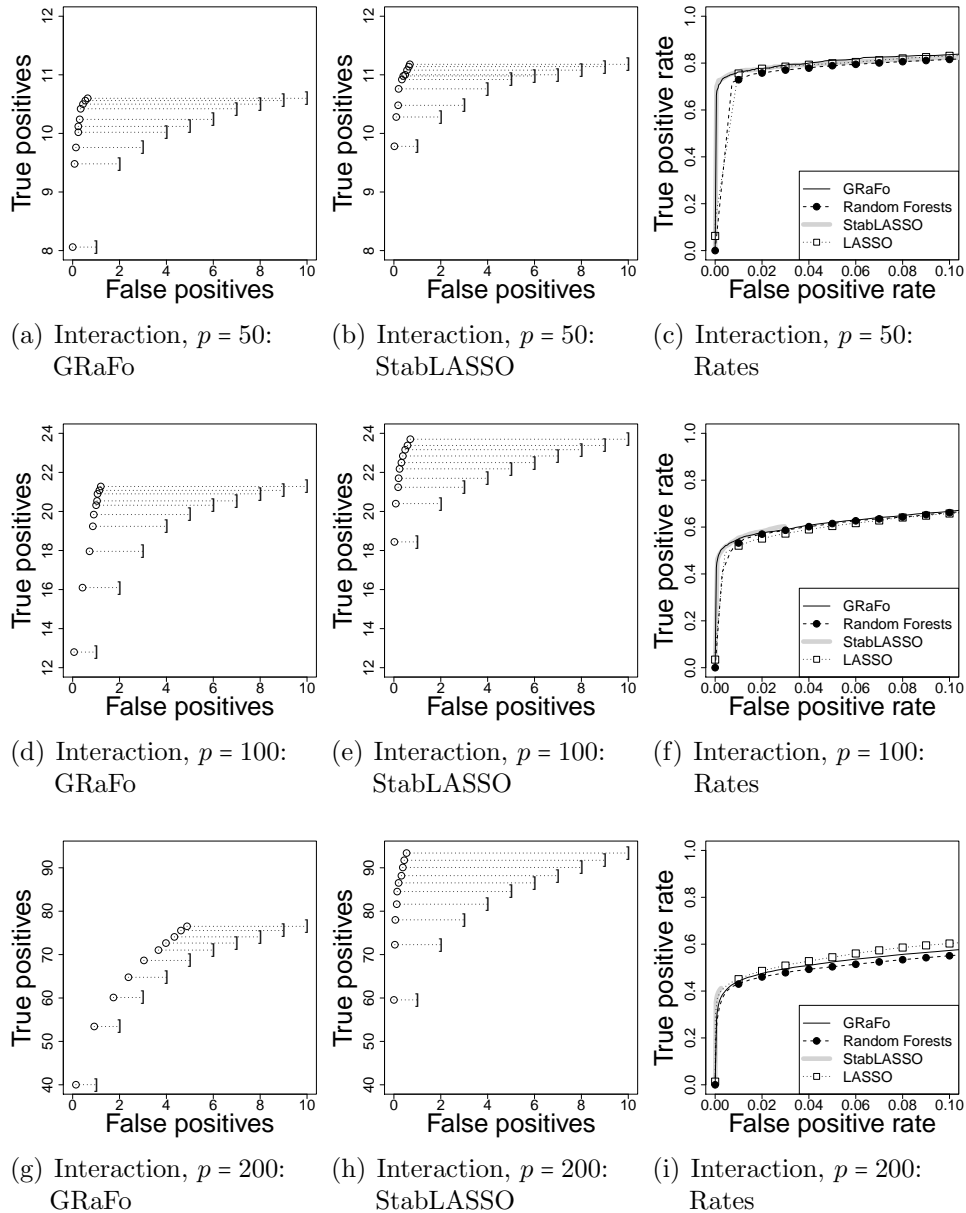 True positives
8 9 10 11 12
0 2 4 6 8 10
False positives
True positives
8 9 10 11 12
0 2 4 6 8 10
False positives
True positive rate
0.0 0.2 0.4 0.6 0.8 1.0
GRaFo
Random Forests
StabLASSO
LASSO
0.00 0.02 0.04 0.06 0.08 0.10
False positive rate
(a) Interaction, p = 50:
GRaFo
(b) Interaction, p = 50:
StabLASSO
(c) Interaction, p = 50:
Rates
True positives
12 14 16 18 20 22 24
0 2 4 6 8 10
False positives
True positives
12 14 16 18 20 22 24
0 2 4 6 8 10
False positives
True positive rate
0.0 0.2 0.4 0.6 0.8 1.0
GRaFo
Random Forests
StabLASSO
LASSO
0.00 0.02 0.04 0.06 0.08 0.10
False positive rate
(d) Interaction, p = 100:
GRaFo
(e) Interaction, p = 100:
StabLASSO
(f) Interaction, p = 100:
Rates
True positives
40 50 60 70 80 90
0 2 4 6 8 10
False positives
True positives
40 50 60 70 80 90
0 2 4 6 8 10
False positives
True positive rate
0.0 0.2 0.4 0.6 0.8 1.0
GRaFo
Random Forests
StabLASSO
LASSO
0.00 0.02 0.04 0.06 0.08 0.10
False positive rate
(g) Interaction, p = 200:
GRaFo
(h) Interaction, p = 200:
StabLASSO
(i) Interaction, p = 200:
Rates